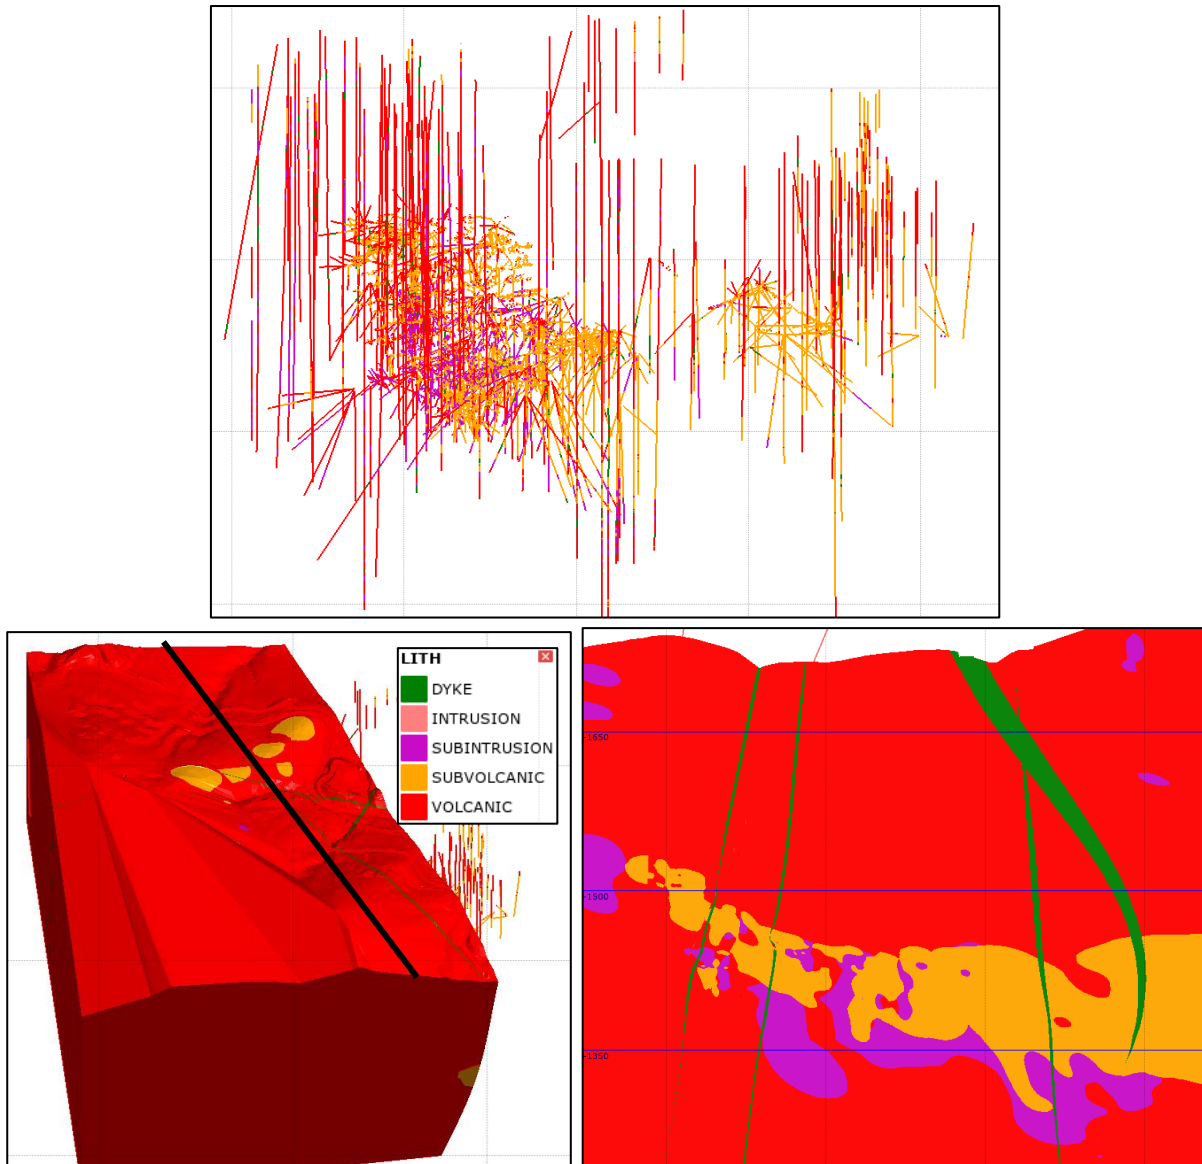 LITH
DYKE
INTRUSION
SUBINTRUSION
SUBVOLCANIC
VOLCANIC
1650
1500
1350